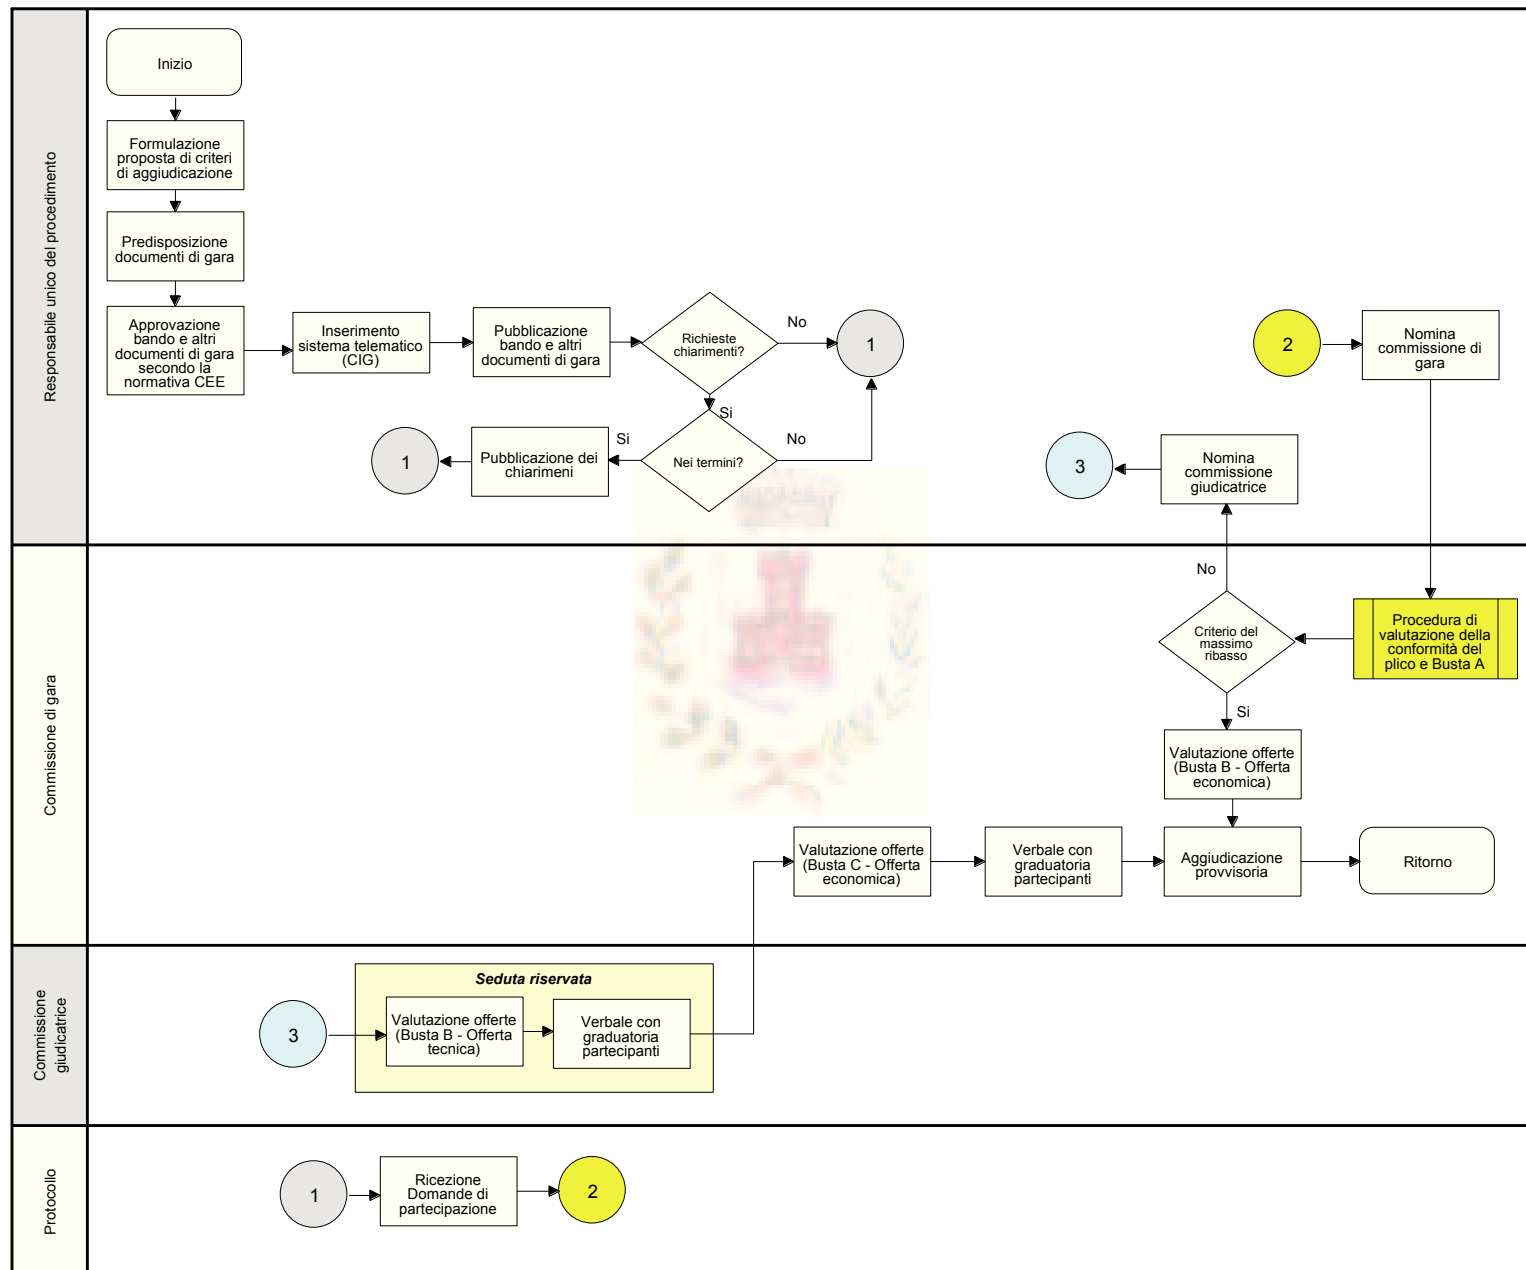 Responsabile unico del procedimento
Inizio
Formulazione
proposta di criteri
di aggiudicazione
Predisposizione
documenti di gara
Approvazione
bando e altri
documenti di gara
secondo la
normativa CEE
Inserimento
sistema telematico
(CIG)
Pubblicazione
bando e altri
documenti di gara
Richieste
chiarimenti?
No
1
Si
Nei termini?
No
Si
Pubblicazione dei
chiarimeni
1
2
Nomina
commissione di
gara
Nomina
commissione
giudicatrice
3
Commissione di gara
No
Criterio del
massimo
ribasso
Procedura di
valutazione della
conformità del
plico e Busta A
Si
Valutazione offerte
(Busta B - Offerta
economica)
Valutazione offerte
(Busta C - Offerta
economica)
Verbale con
graduatoria
partecipanti
Aggiudicazione
provvisoria
Ritorno
Commissione
giudicatrice
Seduta riservata
3
Valutazione offerte
(Busta B - Offerta
tecnica)
Verbale con
graduatoria
partecipanti
Protocollo
1
Ricezione
Domande di
partecipazione
2